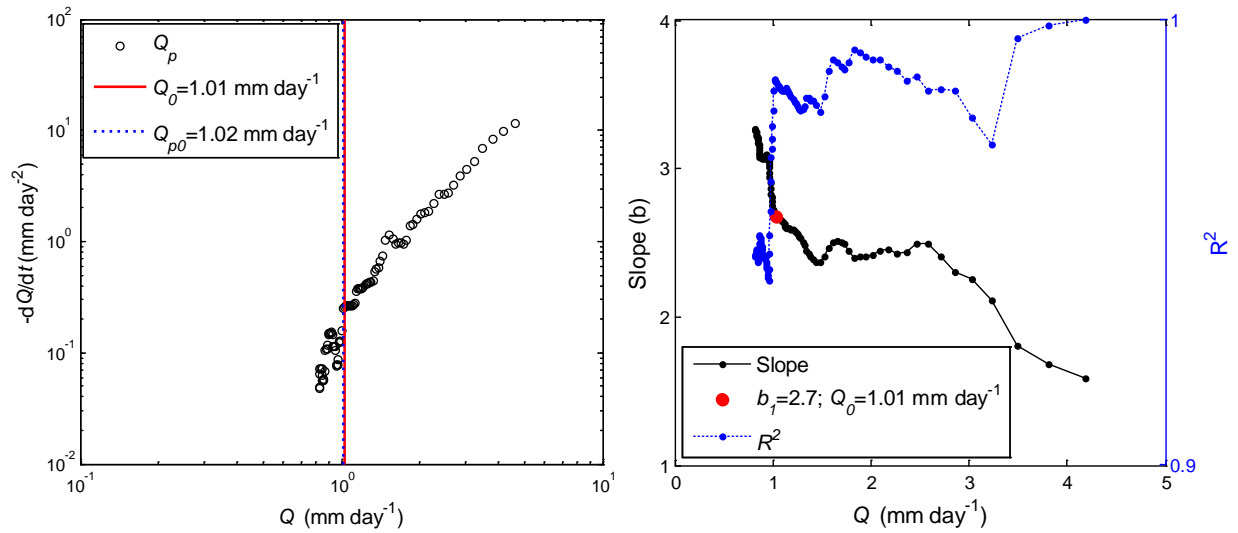 10^2
10^1
10^0
10^-1
10^-2
-dQ/dt (mm day^-2)
Q_p
Q_0=1.01 mm day^-1
Q_p0=1.02 mm day^-1
10^-1
10^0
10^1
Q (mm day^-1)
4
3
2
1
Slope (b)
Slope
b_1=2.7; Q_0=1.01 mm day^-1
R^2
0
1
2
3
4
5
Q (mm day^-1)
1
0.9
R^2